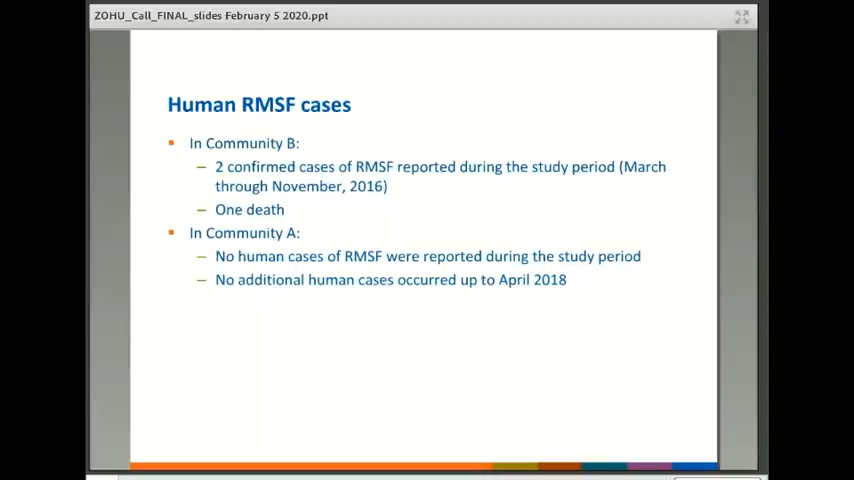 ZOHU_Call_FINAL_slides February 5 2020.ppt
Human RMSF cases
In Community B:
– 2 confirmed cases of RMSF reported during the study period (March
through November, 2016)
– One death
In Community A:
– No human cases of RMSF were reported during the study period
– No additional human cases occurred up to April 2018